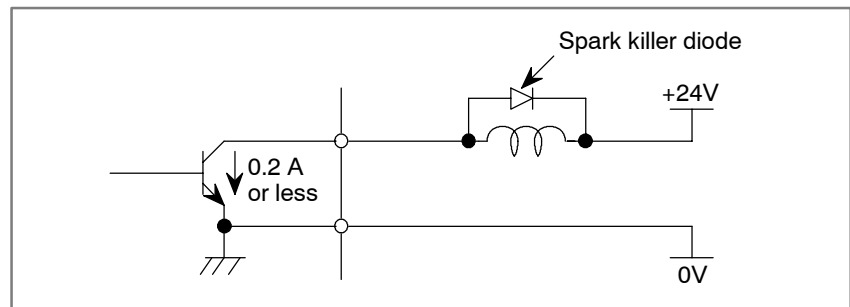 Spark killer diode
+24V
0.2 A
or less
0V